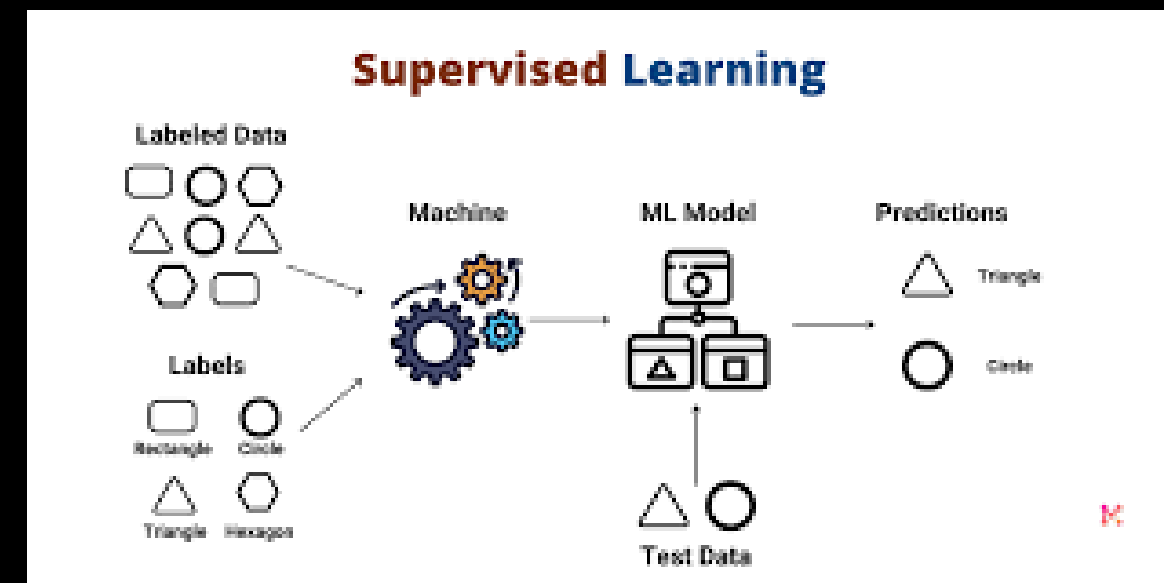 Supervised Learning
Labeled Data
Machine
ML Model
Predictions
Triangle
Circle
Labels
Rectangle
Circle
Triangle
Hexagon
Test Data